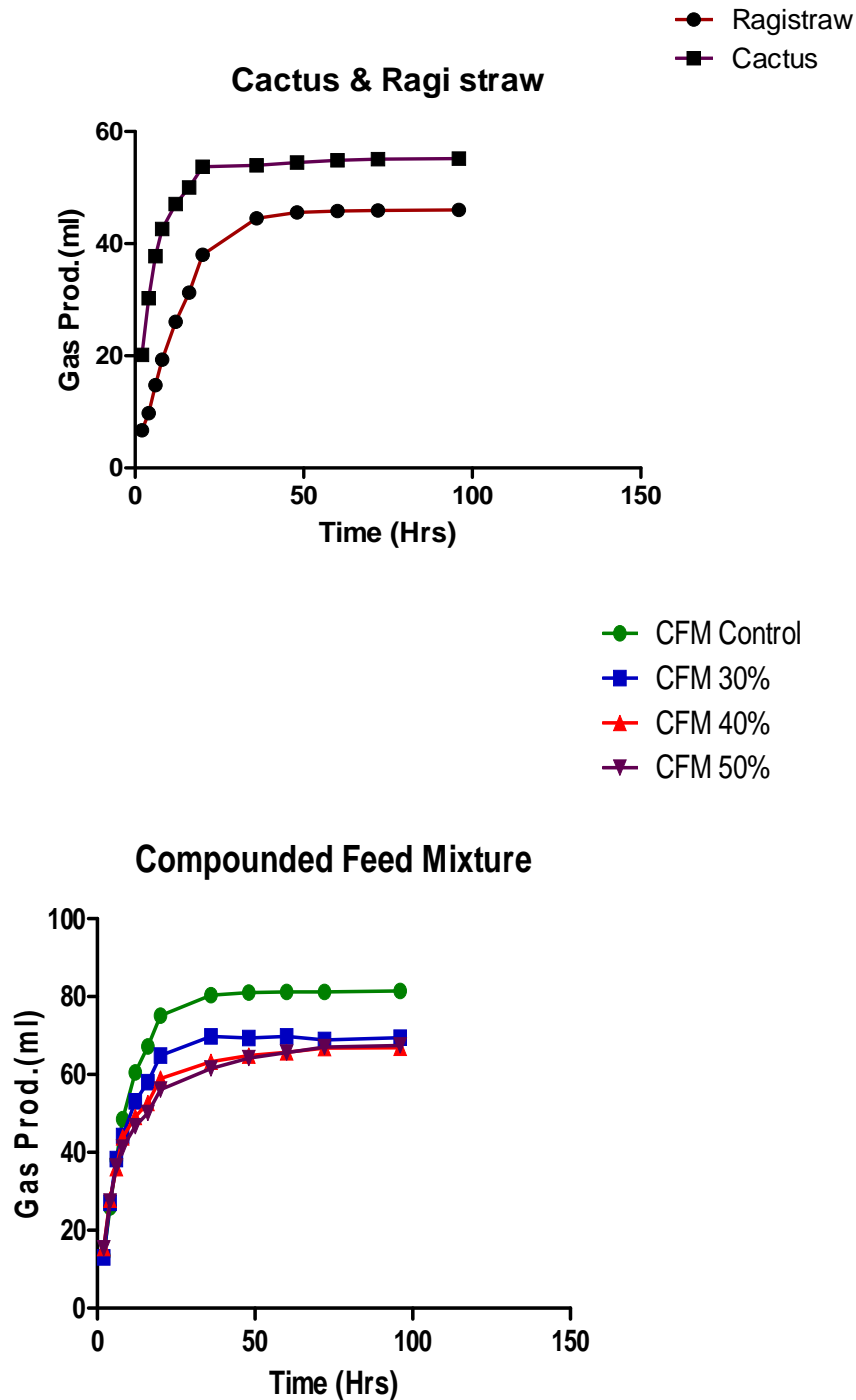 Ragistraw
Cactus
Cactus & Ragi straw
60
40
20
0
Gas Prod.(ml)
0 50 100 150
Time (Hrs)
CFM Control
CFM 30%
CFM 40%
CFM 50%
Compounded Feed Mixture
100
80
60
40
20
0
Gas Prod.(ml)
0 50 100 150
Time (Hrs)